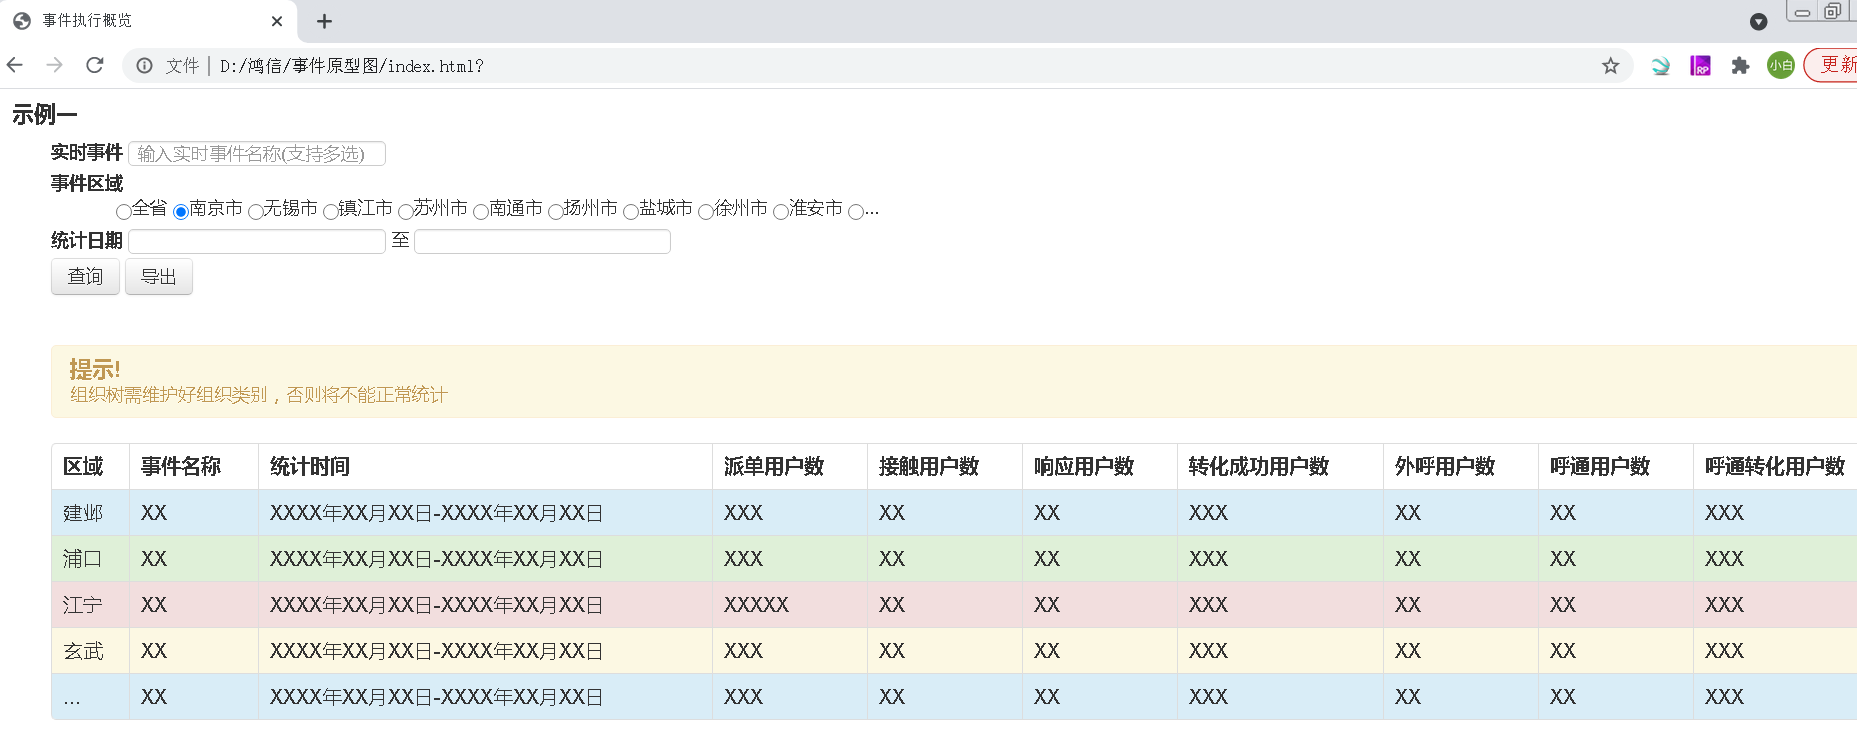 事件执行概览
文件 | D:/鸿信/事件原型图/index.html?
小白
更新
示例一
实时事件 输入实时事件名称(支持多选)
事件区域
全省 南京市 无锡市 镇江市 苏州市 南通市 扬州市 盐城市 徐州市 淮安市 ...
统计日期 至
查询 导出
提示!
组织树需维护好组织类别，否则将不能正常统计
区域 事件名称 统计时间 派单用户数 接触用户数 响应用户数 转化成功用户数 外呼用户数 呼通用户数 呼通转化用户数
建邺 XX XXXX年XX月XX日-XXXX年XX月XX日 XXX XX XX XXX XX XX XXX
浦口 XX XXXX年XX月XX日-XXXX年XX月XX日 XXX XX XX XXX XX XX XXX
江宁 XX XXXX年XX月XX日-XXXX年XX月XX日 XXXXX XX XX XXX XX XX XXX
玄武 XX XXXX年XX月XX日-XXXX年XX月XX日 XXX XX XX XXX XX XX XXX
... XX XXXX年XX月XX日-XXXX年XX月XX日 XXX XX XX XXX XX XX XXX